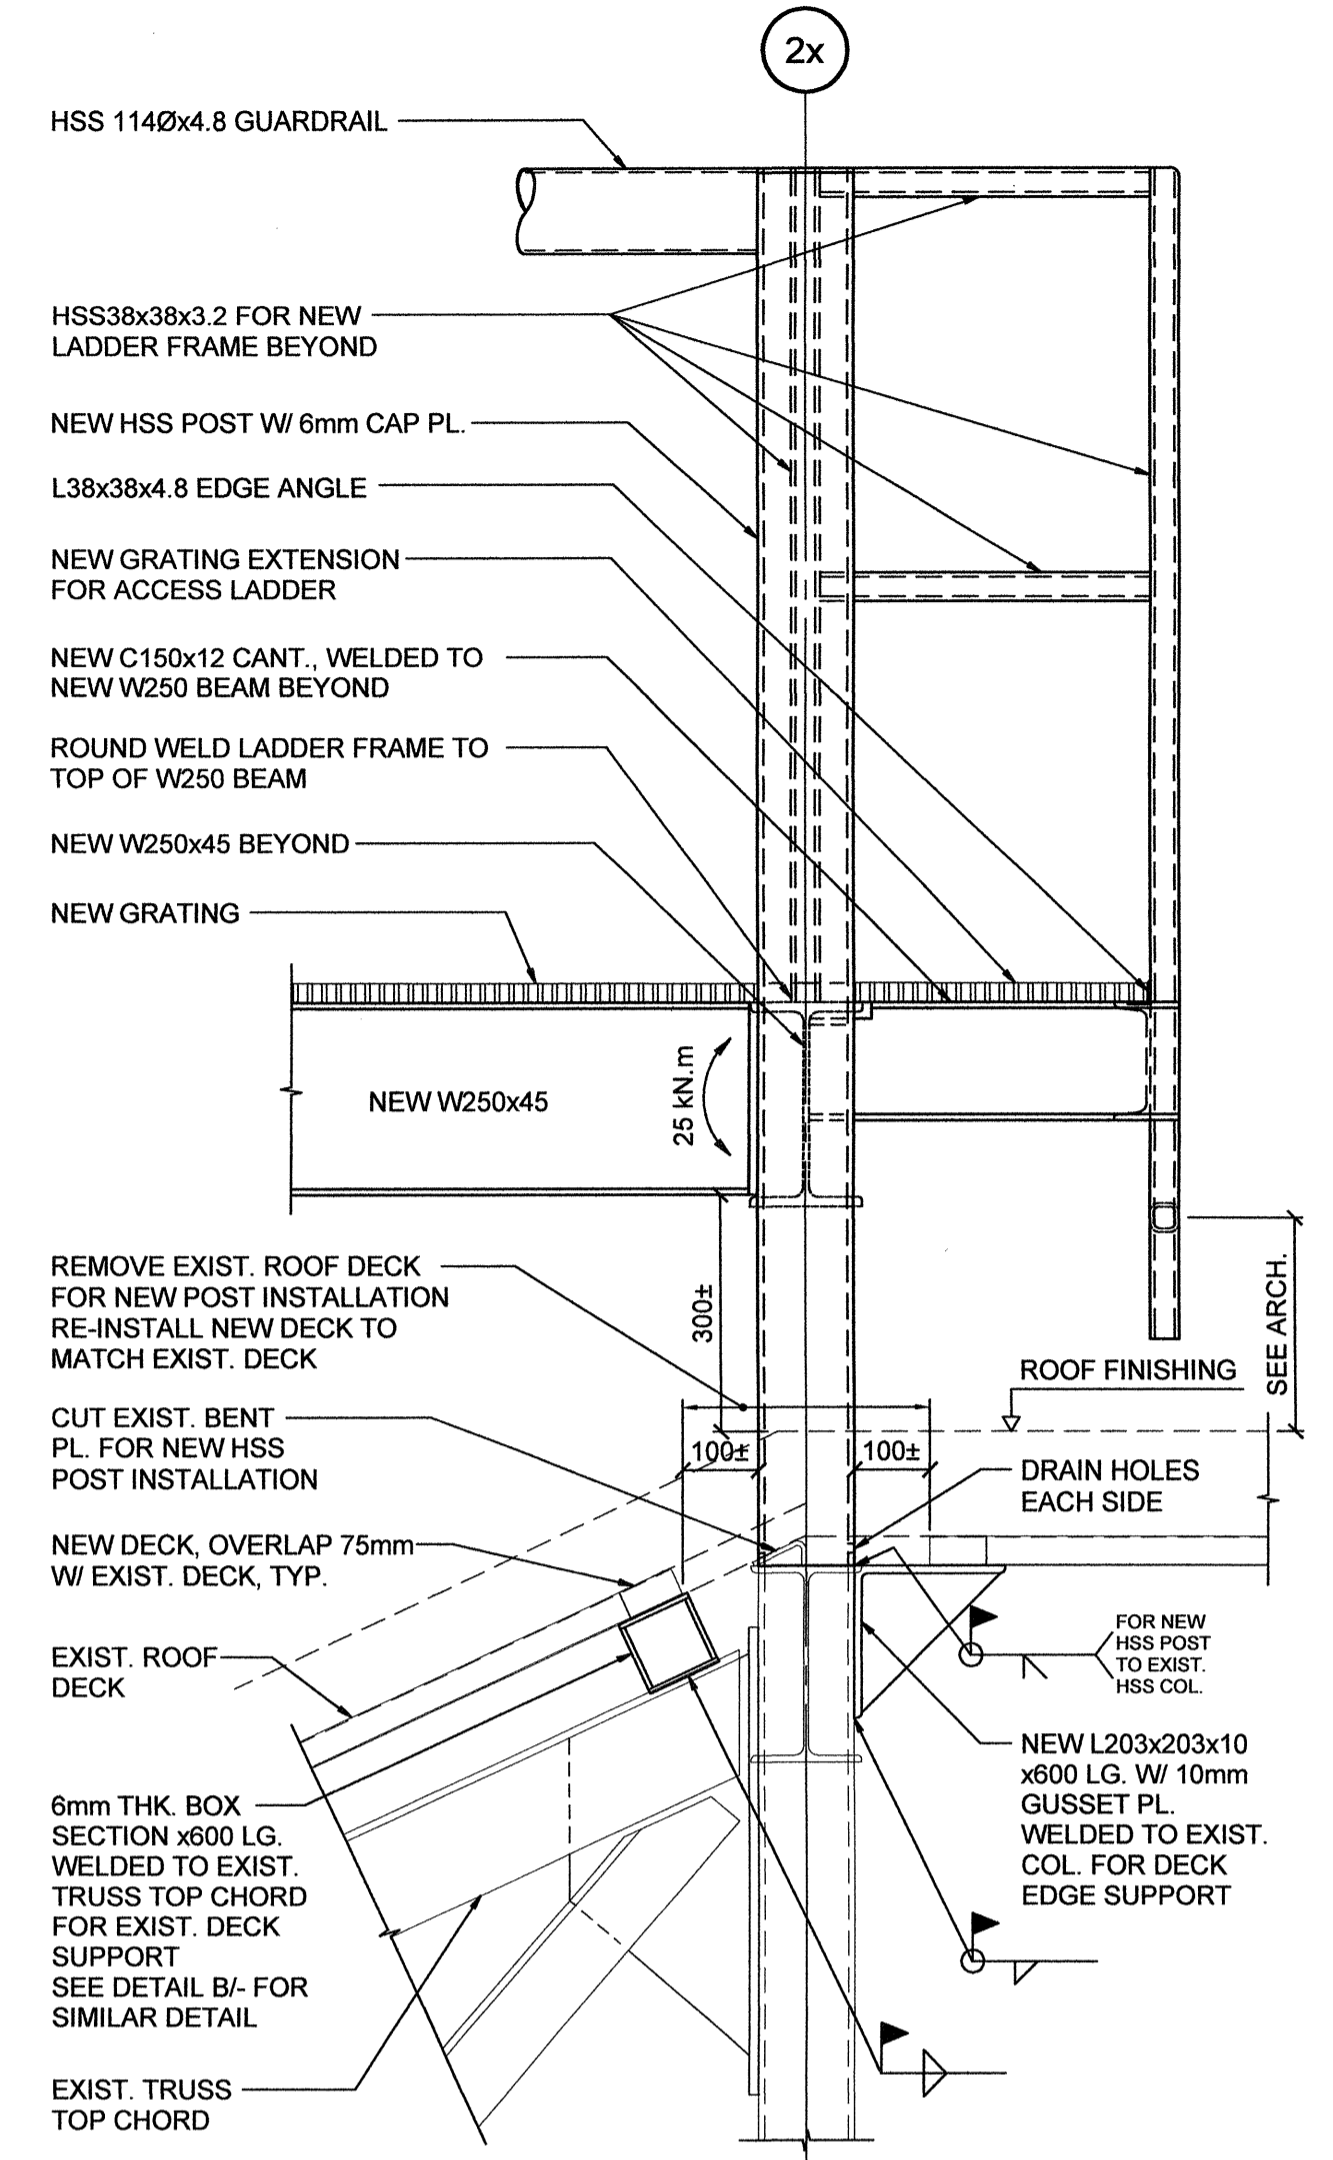 2x
HSS 114Øx4.8 GUARDRAIL
HSS38x38x3.2 FOR NEW
LADDER FRAME BEYOND
NEW HSS POST W/ 6mm CAP PL.
L38x38x4.8 EDGE ANGLE
NEW GRATING EXTENSION
FOR ACCESS LADDER
NEW C150x12 CANT., WELDED TO
NEW W250 BEAM BEYOND
ROUND WELD LADDER FRAME TO
TOP OF W250 BEAM
NEW W250x45 BEYOND
NEW GRATING
NEW W250x45
25 kN.m
REMOVE EXIST. ROOF DECK
FOR NEW POST INSTALLATION
RE-INSTALL NEW DECK TO
MATCH EXIST. DECK
300±
SEE ARCH.
ROOF FINISHING
CUT EXIST. BENT
PL. FOR NEW HSS
POST INSTALLATION
100±
100±
DRAIN HOLES
EACH SIDE
NEW DECK, OVERLAP 75mm
W/ EXIST. DECK, TYP.
EXIST. ROOF
DECK
FOR NEW
HSS POST
TO EXIST.
HSS COL.
NEW L203x203x10
x600 LG. W/ 10mm
GUSSET PL.
WELDED TO EXIST.
COL. FOR DECK
EDGE SUPPORT
6mm THK. BOX
SECTION x600 LG.
WELDED TO EXIST.
TRUSS TOP CHORD
FOR EXIST. DECK
SUPPORT
SEE DETAIL B/- FOR
SIMILAR DETAIL
EXIST. TRUSS
TOP CHORD